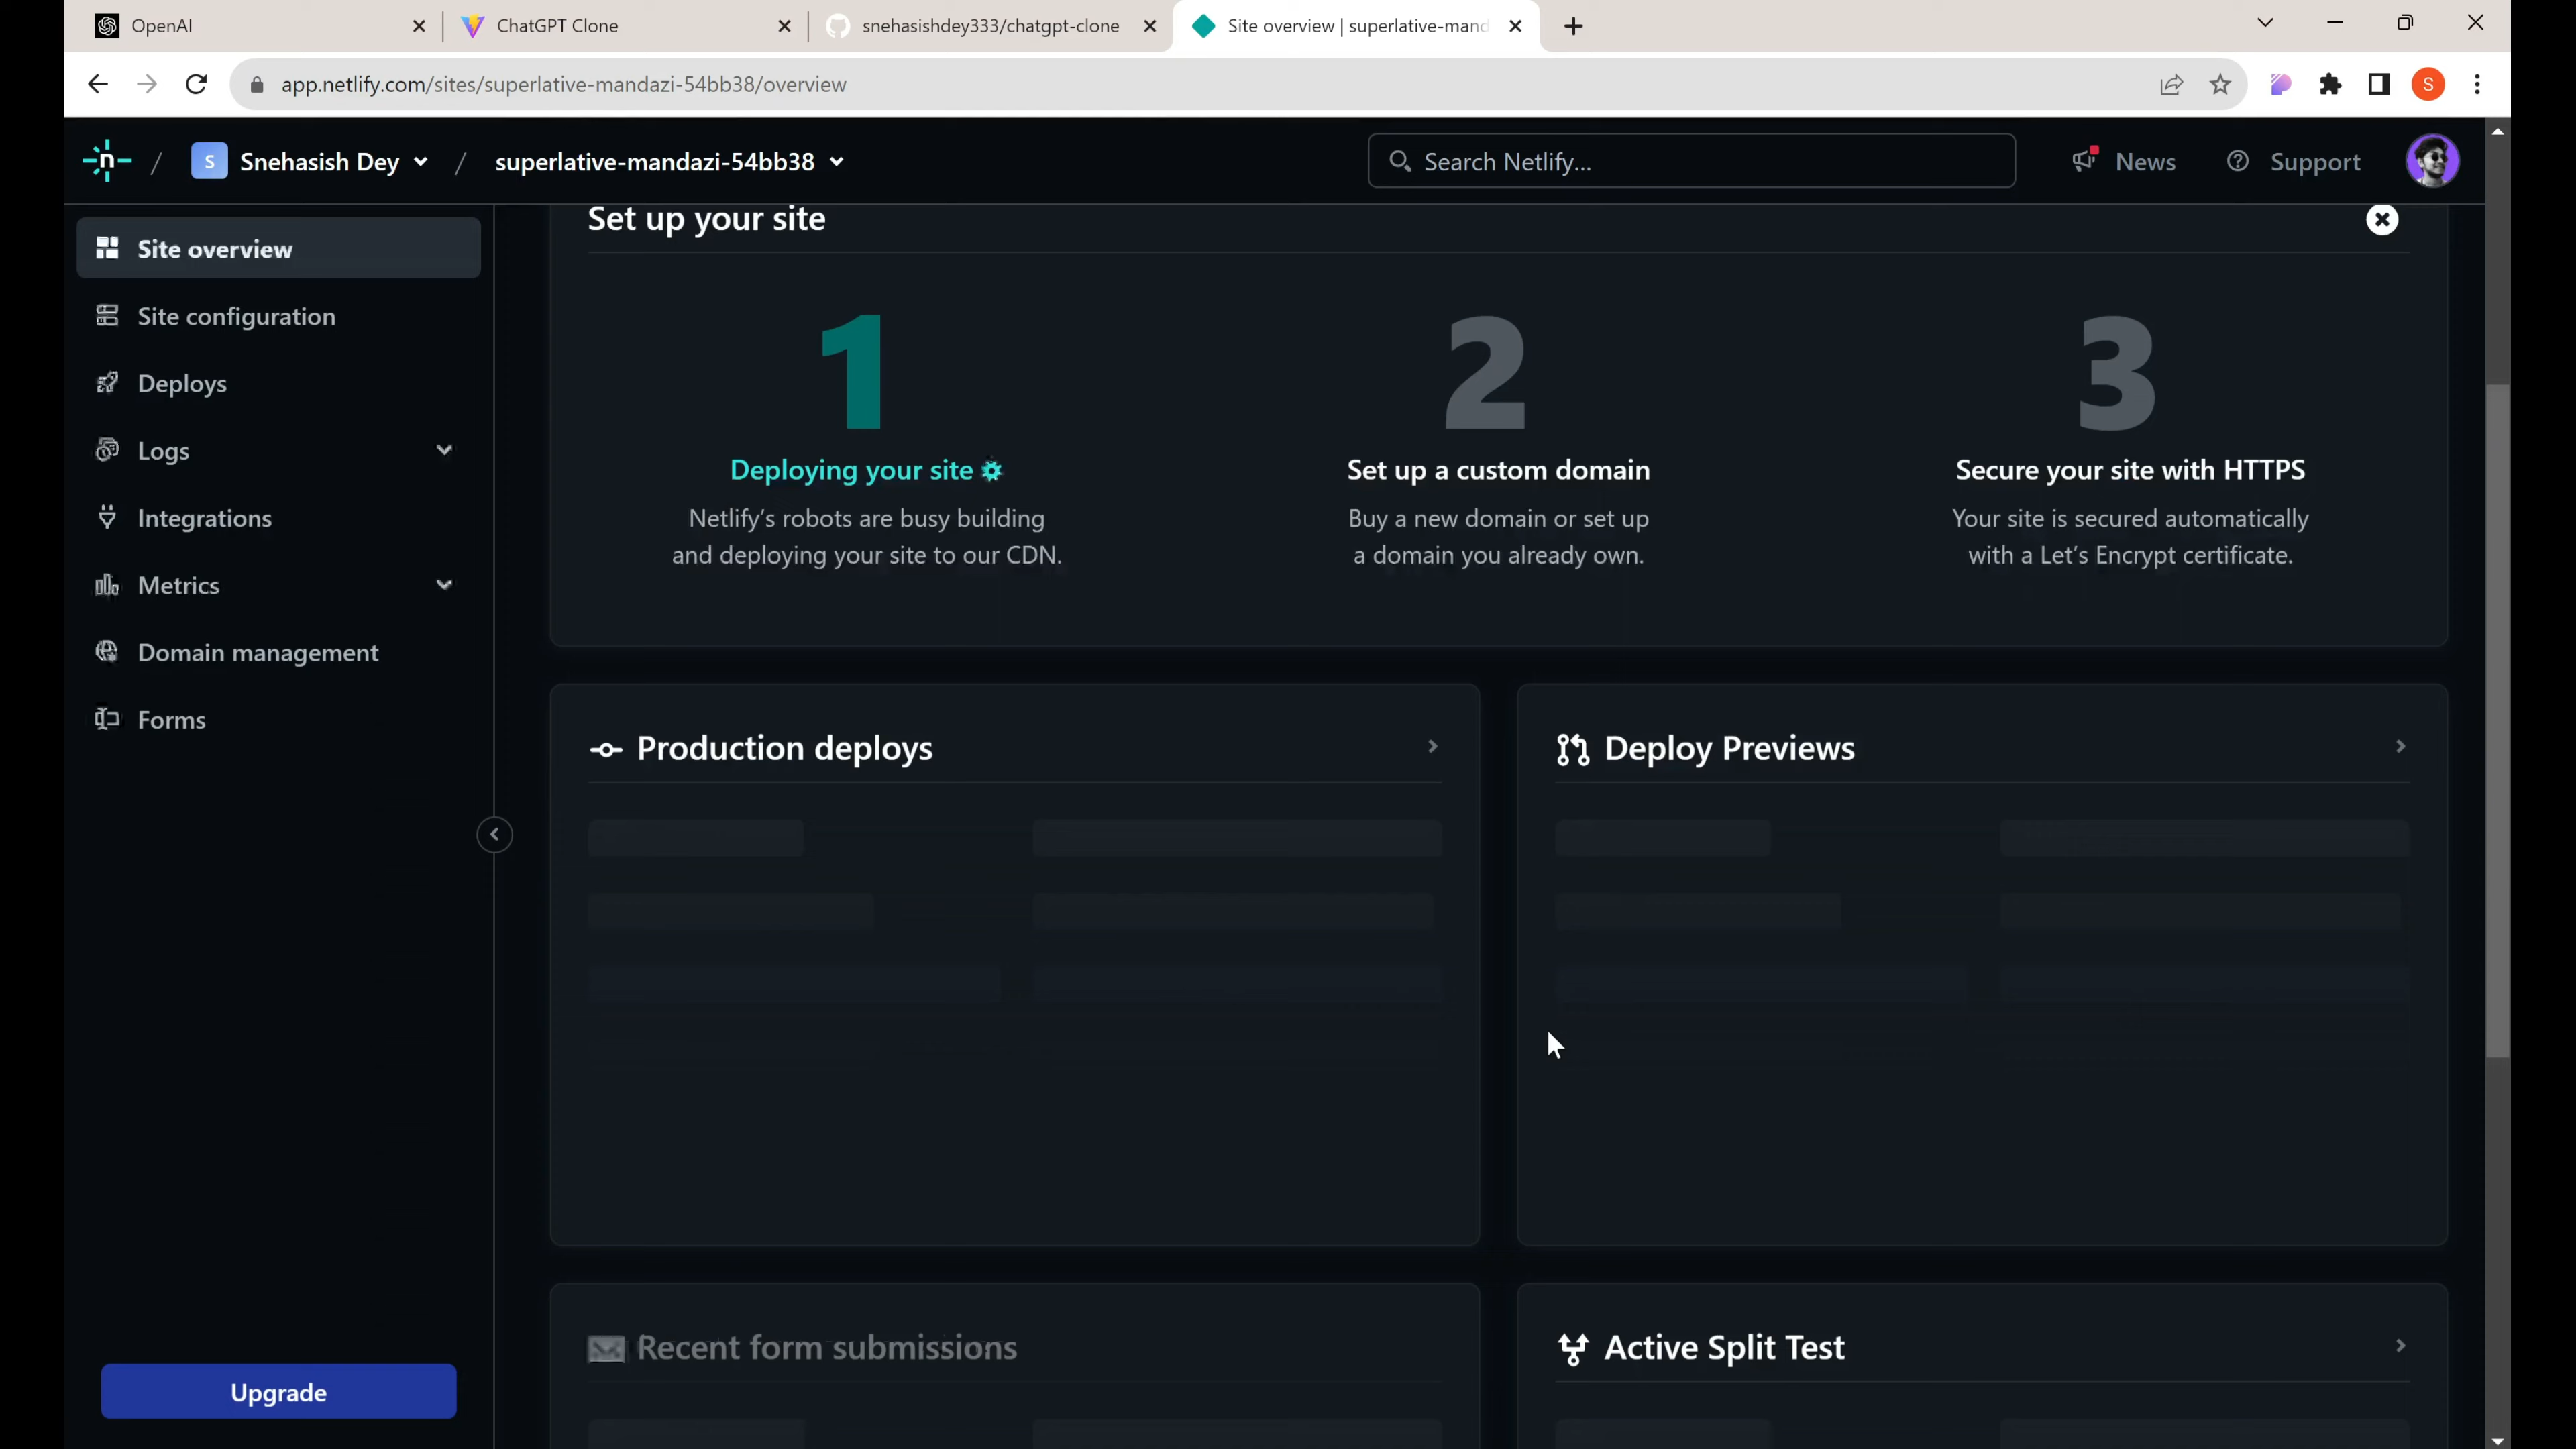 OpenAI
ChatGPT Clone
snehasishdey333/chatgpt-clone
Site overview | superlative-mand
app.netlify.com/sites/superlative-mandazi-54bb38/overview
S
n / S Snehasish Dey / superlative-mandazi-54bb38
Search Netlify...
News
Support
Site overview
Site configuration
Deploys
Logs
Integrations
Metrics
Domain management
Forms
Upgrade
Set up your site
1
Deploying your site
Netlify’s robots are busy building
and deploying your site to our CDN.
2
Set up a custom domain
Buy a new domain or set up
a domain you already own.
3
Secure your site with HTTPS
Your site is secured automatically
with a Let’s Encrypt certificate.
Production deploys
Deploy Previews
Recent form submissions
Active Split Test